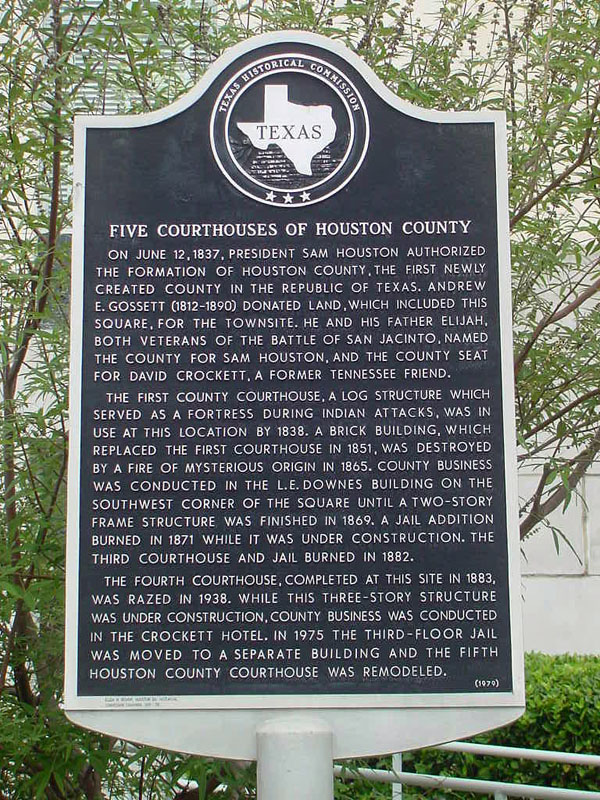 TEXAS HISTORICAL COMMISSION
TEXAS
FIVE COURTHOUSES OF HOUSTON COUNTY
ON JUNE 12, 1837, PRESIDENT SAM HOUSTON AUTHORIZED
THE FORMATION OF HOUSTON COUNTY, THE FIRST NEWLY
CREATED COUNTY IN THE REPUBLIC OF TEXAS. ANDREW
E. GOSSETT (1812-1890) DONATED LAND, WHICH INCLUDED THIS
SQUARE, FOR THE TOWNSITE. HE AND HIS FATHER ELIJAH,
BOTH VETERANS OF THE BATTLE OF SAN JACINTO, NAMED
THE COUNTY FOR SAM HOUSTON, AND THE COUNTY SEAT
FOR DAVID CROCKETT, A FORMER TENNESSEE FRIEND.
THE FIRST COUNTY COURTHOUSE, A LOG STRUCTURE WHICH
SERVED AS A FORTRESS DURING INDIAN ATTACKS, WAS IN
USE AT THIS LOCATION BY 1838. A BRICK BUILDING, WHICH
REPLACED THE FIRST COURTHOUSE IN 1851, WAS DESTROYED
BY A FIRE OF MYSTERIOUS ORIGIN IN 1865. COUNTY BUSINESS
WAS CONDUCTED IN THE L.E. DOWNES BUILDING ON THE
SOUTHWEST CORNER OF THE SQUARE UNTIL A TWO-STORY
FRAME STRUCTURE WAS FINISHED IN 1869. A JAIL ADDITION
BURNED IN 1871 WHILE IT WAS UNDER CONSTRUCTION. THE
THIRD COURTHOUSE AND JAIL BURNED IN 1882.
THE FOURTH COURTHOUSE, COMPLETED AT THIS SITE IN 1883,
WAS RAZED IN 1938. WHILE THIS THREE-STORY STRUCTURE
WAS UNDER CONSTRUCTION, COUNTY BUSINESS WAS CONDUCTED
IN THE CROCKETT HOTEL. IN 1975 THE THIRD-FLOOR JAIL
WAS MOVED TO A SEPARATE BUILDING AND THE FIFTH
HOUSTON COUNTY COURTHOUSE WAS REMODELED.
(1979)